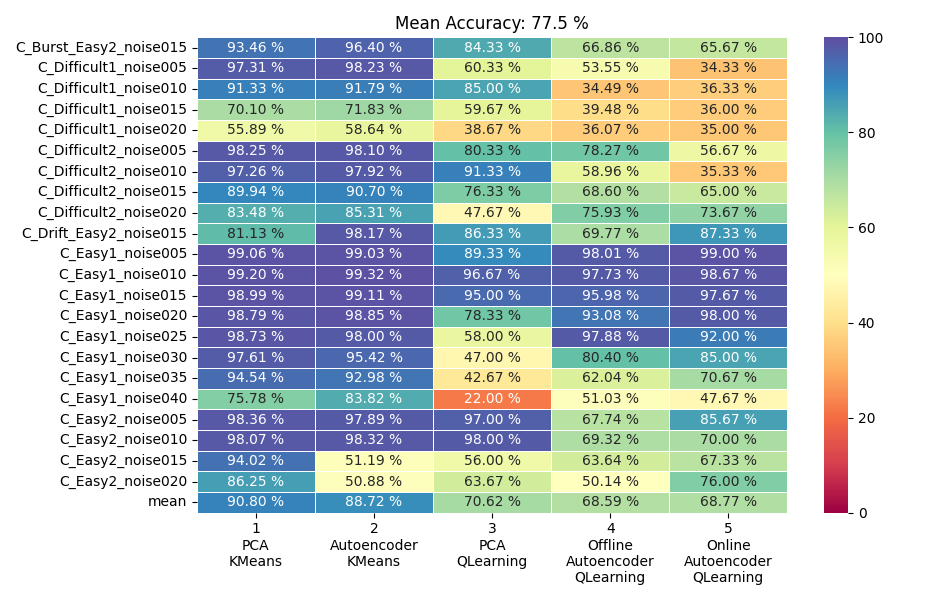 Mean Accuracy: 77.5 %
C_Burst_Easy2_noise015 93.46 % 96.40 % 84.33 % 66.86 % 65.67 % 100
C_Difficult1_noise005 97.31 % 98.23 % 60.33 % 53.55 % 34.33 %
C_Difficult1_noise010 91.33 % 91.79 % 85.00 % 34.49 % 36.33 %
C_Difficult1_noise015 70.10 % 71.83 % 59.67 % 39.48 % 36.00 %
C_Difficult1_noise020 55.89 % 58.64 % 38.67 % 36.07 % 35.00 % 80
C_Difficult2_noise005 98.25 % 98.10 % 80.33 % 78.27 % 56.67 %
C_Difficult2_noise010 97.26 % 97.92 % 91.33 % 58.96 % 35.33 %
C_Difficult2_noise015 89.94 % 90.70 % 76.33 % 68.60 % 65.00 %
C_Difficult2_noise020 83.48 % 85.31 % 47.67 % 75.93 % 73.67 %
C_Drift_Easy2_noise015 81.13 % 98.17 % 86.33 % 69.77 % 87.33 % 60
C_Easy1_noise005 99.06 % 99.03 % 89.33 % 98.01 % 99.00 %
C_Easy1_noise010 99.20 % 99.32 % 96.67 % 97.73 % 98.67 %
C_Easy1_noise015 98.99 % 99.11 % 95.00 % 95.98 % 97.67 %
C_Easy1_noise020 98.79 % 98.85 % 78.33 % 93.08 % 98.00 % 40
C_Easy1_noise025 98.73 % 98.00 % 58.00 % 97.88 % 92.00 %
C_Easy1_noise030 97.61 % 95.42 % 47.00 % 80.40 % 85.00 %
C_Easy1_noise035 94.54 % 92.98 % 42.67 % 62.04 % 70.67 %
C_Easy1_noise040 75.78 % 83.82 % 22.00 % 51.03 % 47.67 %
C_Easy2_noise005 98.36 % 97.89 % 97.00 % 67.74 % 85.67 % 20
C_Easy2_noise010 98.07 % 98.32 % 98.00 % 69.32 % 70.00 %
C_Easy2_noise015 94.02 % 51.19 % 56.00 % 63.64 % 67.33 %
C_Easy2_noise020 86.25 % 50.88 % 63.67 % 50.14 % 76.00 %
mean 90.80 % 88.72 % 70.62 % 68.59 % 68.77 % 0
1 2 3 4 5
PCA Autoencoder PCA Offline Online
KMeans KMeans QLearning Autoencoder Autoencoder
QLearning QLearning